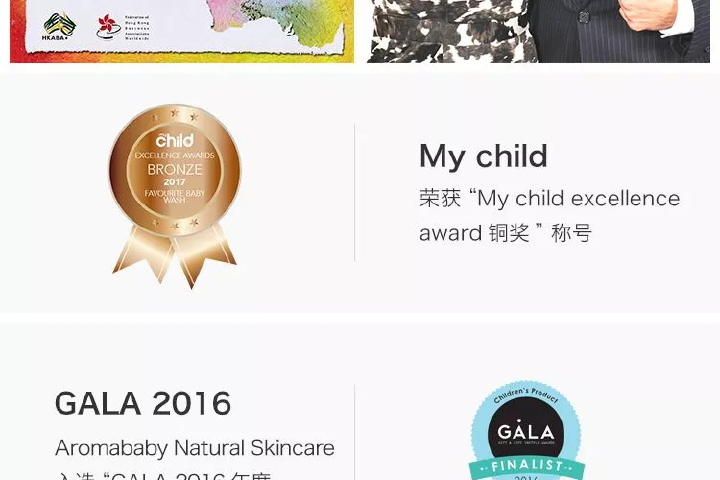 HKABA
Federation of
Hong Kong
Business
Associations
Worldwide
my
child
EXCELLENCE AWARDS
BRONZE
2017
FAVOURITE BABY
WASH
My child
荣获 “My child excellence
award 铜奖 ” 称号
GALA 2016
Aromababy Natural Skincare
入选 “GALA 2016 年度
Children's Product
GALA
FINALIST
2016